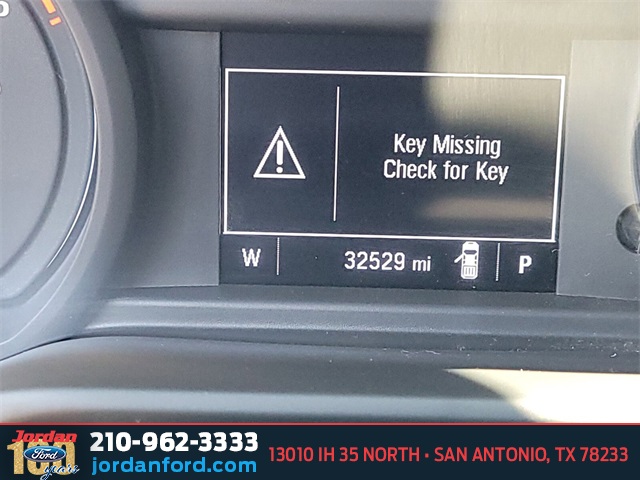 Key Missing
Check for Key
W
32529 mi
P
Jordan
Ford
100
years
210-962-3333
jordanford.com
13010 IH 35 NORTH • SAN ANTONIO, TX 78233